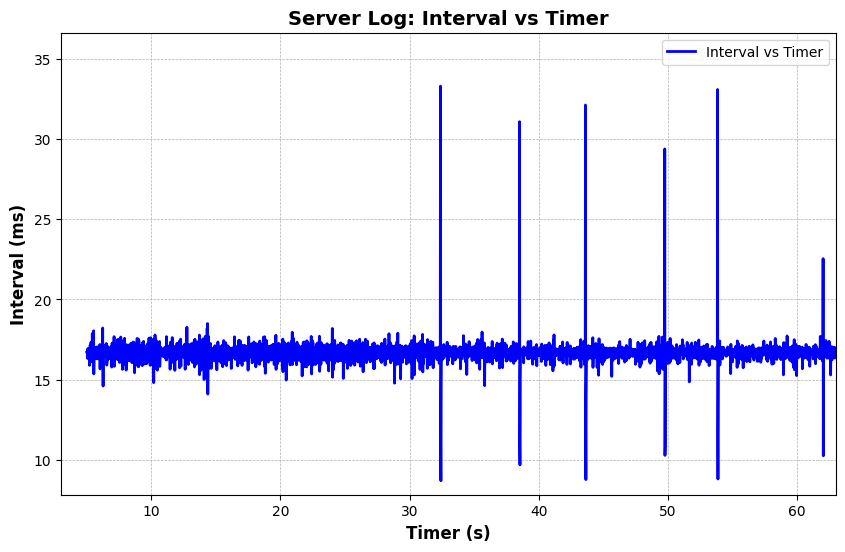 Server Log: Interval vs Timer
Interval vs Timer
35
30
25
20
15
10
Interval (ms)
10 20 30 40 50 60
Timer (s)